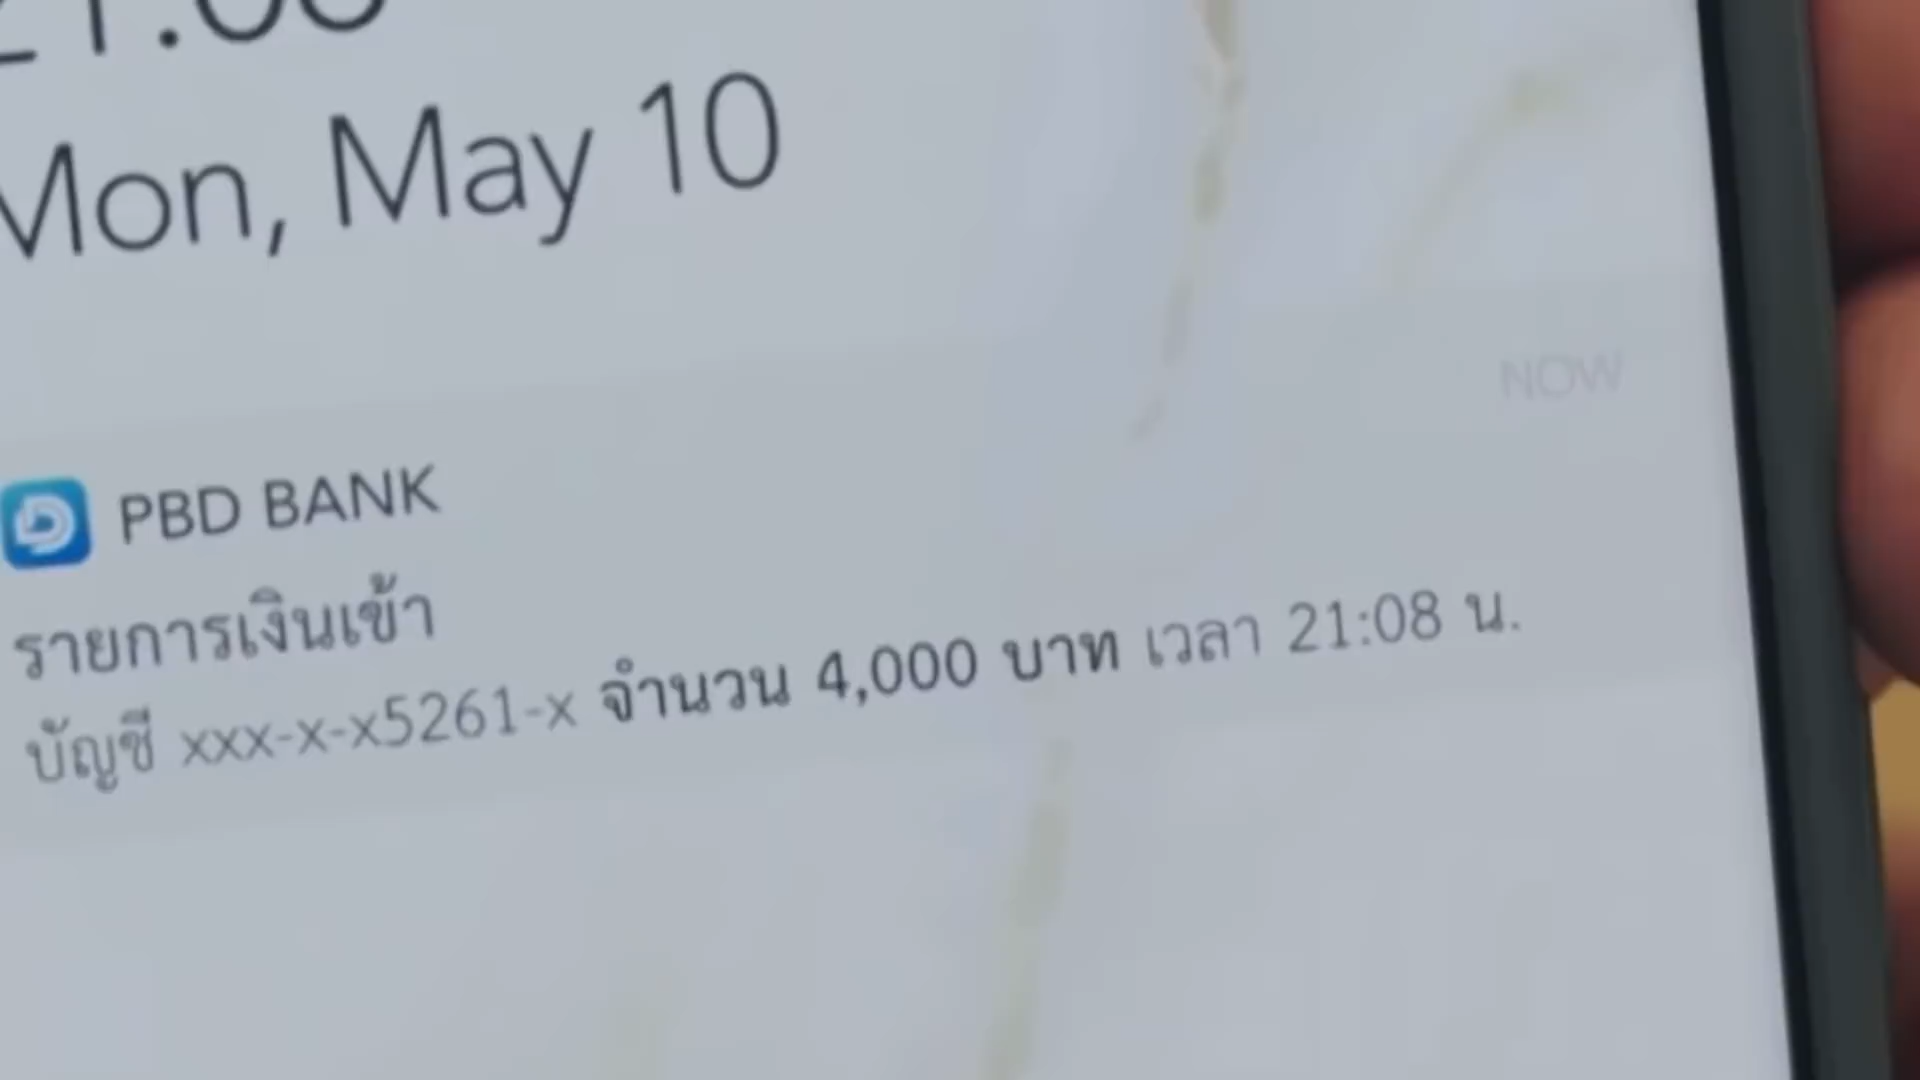 21:08
Mon, May 10
NOW
PBD BANK
รายการเงินเข้า
บัญชี xxx-x-x5261-x จำนวน 4,000 บาท เวลา 21:08 น.